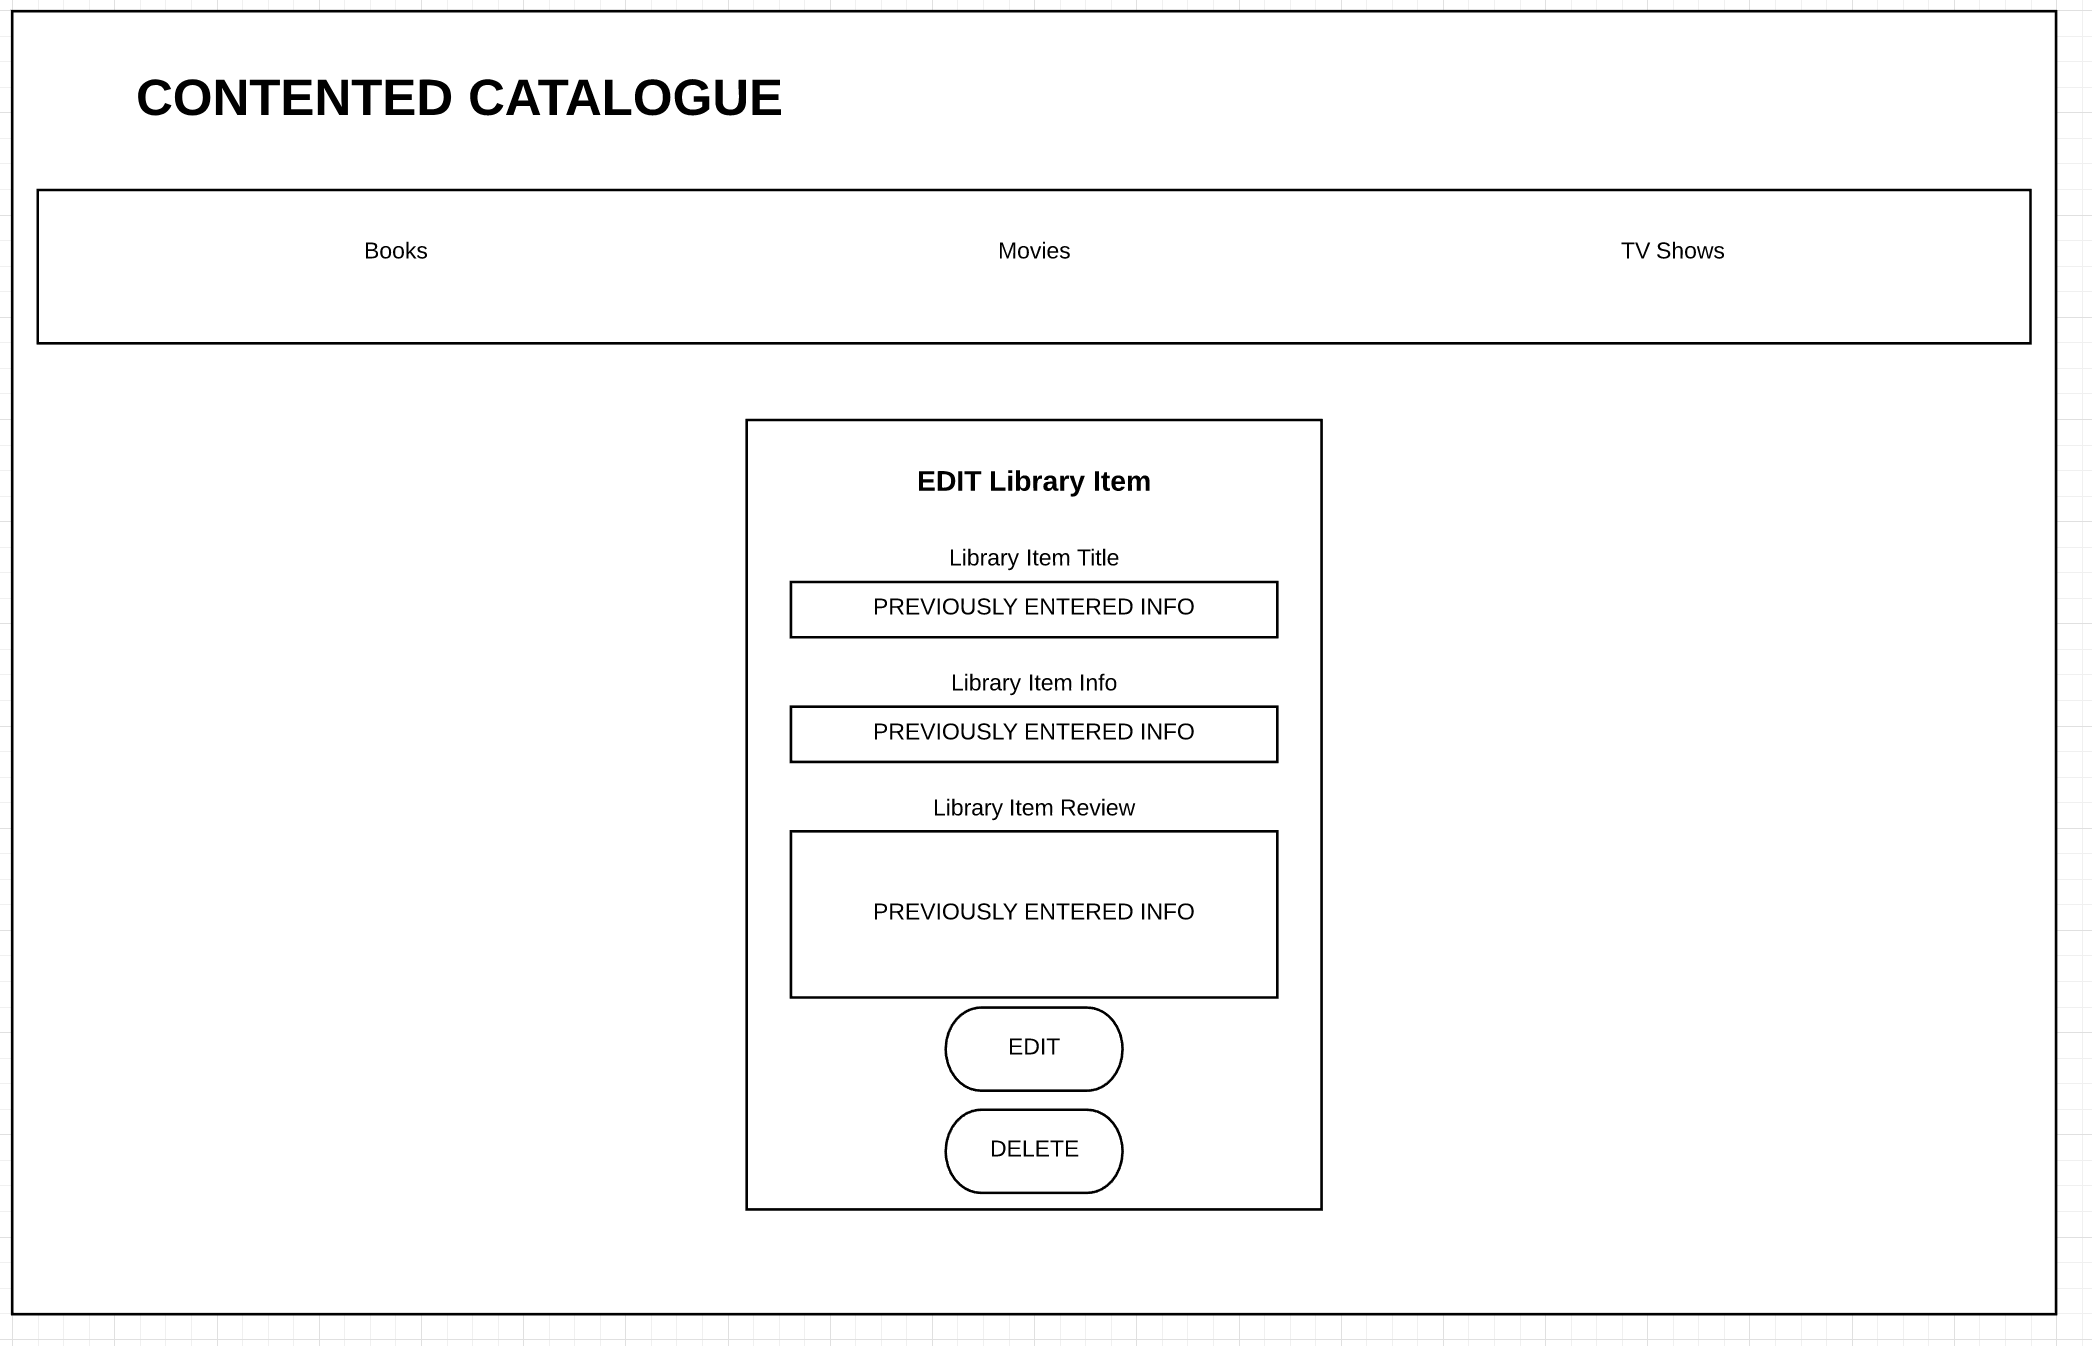 CONTENTED CATALOGUE
Books
Movies
TV Shows
EDIT Library Item
Library Item Title
PREVIOUSLY ENTERED INFO
Library Item Info
PREVIOUSLY ENTERED INFO
Library Item Review
PREVIOUSLY ENTERED INFO
EDIT
DELETE